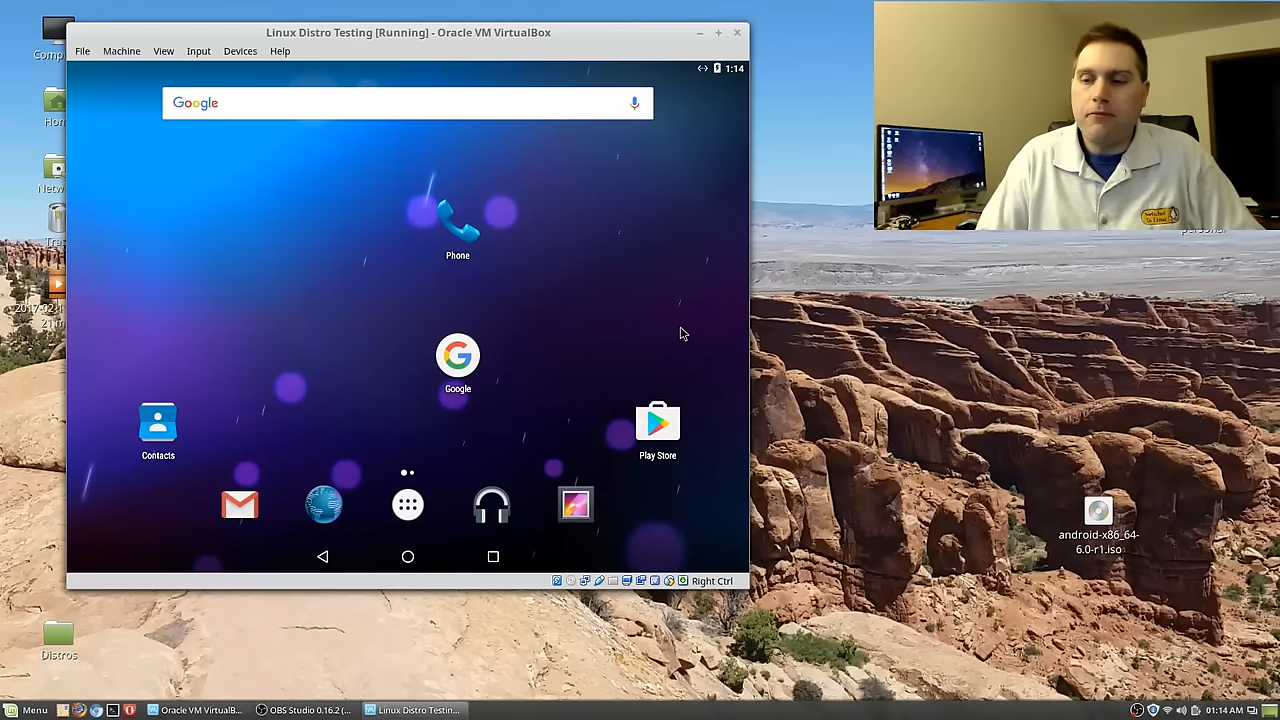 Linux Distro Testing [Running] - Oracle VM VirtualBox
File Machine View Input Devices Help
1:14
Google
Phone
Google
Contacts
Play Store
Right Ctrl
android-x86_64-
6.0-r1.iso
Distros
Menu
Oracle VM VirtualB...
OBS Studio 0.16.2 (...
Linux Distro Testin...
01:14 AM